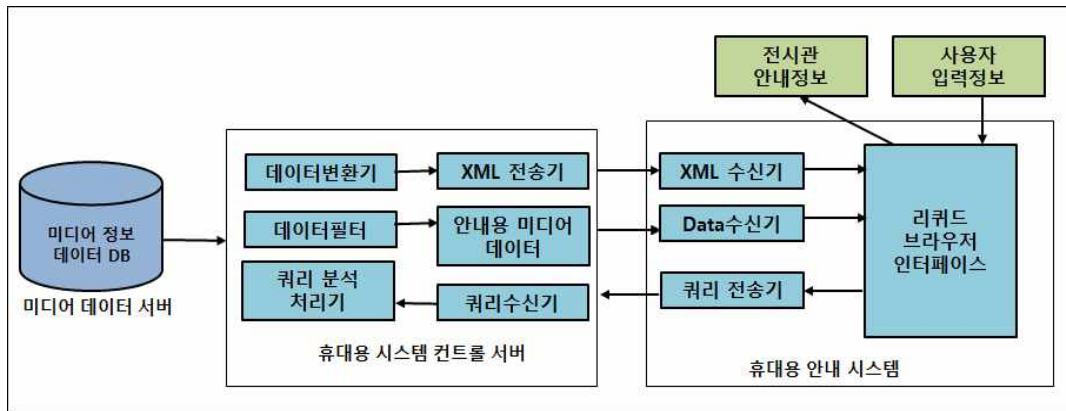 전시관
안내정보
사용자
입력정보
데이터변환기
XML 전송기
XML 수신기
미디어 정보
데이터 DB
데이터필터
안내용 미디어
데이터
Data수신기
리퀴드
브라우저
인터페이스
쿼리 분석
처리기
쿼리수신기
쿼리 전송기
미디어 데이터 서버
휴대용 시스템 컨트롤 서버
휴대용 안내 시스템